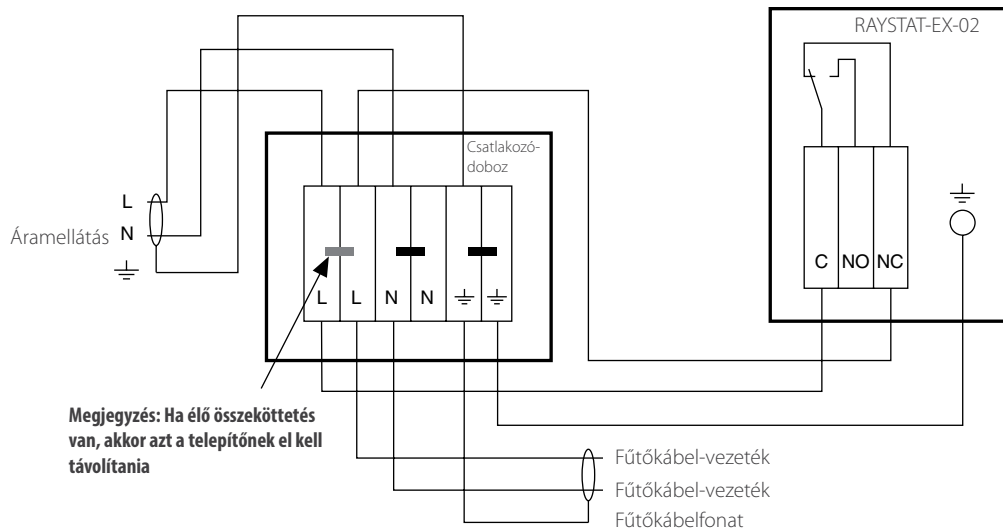 RAYSTAT-EX-02
Csatlakozó-
doboz
L
Áramellátás N
C NO NC
L L N N
Megjegyzés: Ha élő összeköttetés
van, akkor azt a telepítőnek el kell
távolítania
Fűtőkábel-vezeték
Fűtőkábel-vezeték
Fűtőkábelfonat